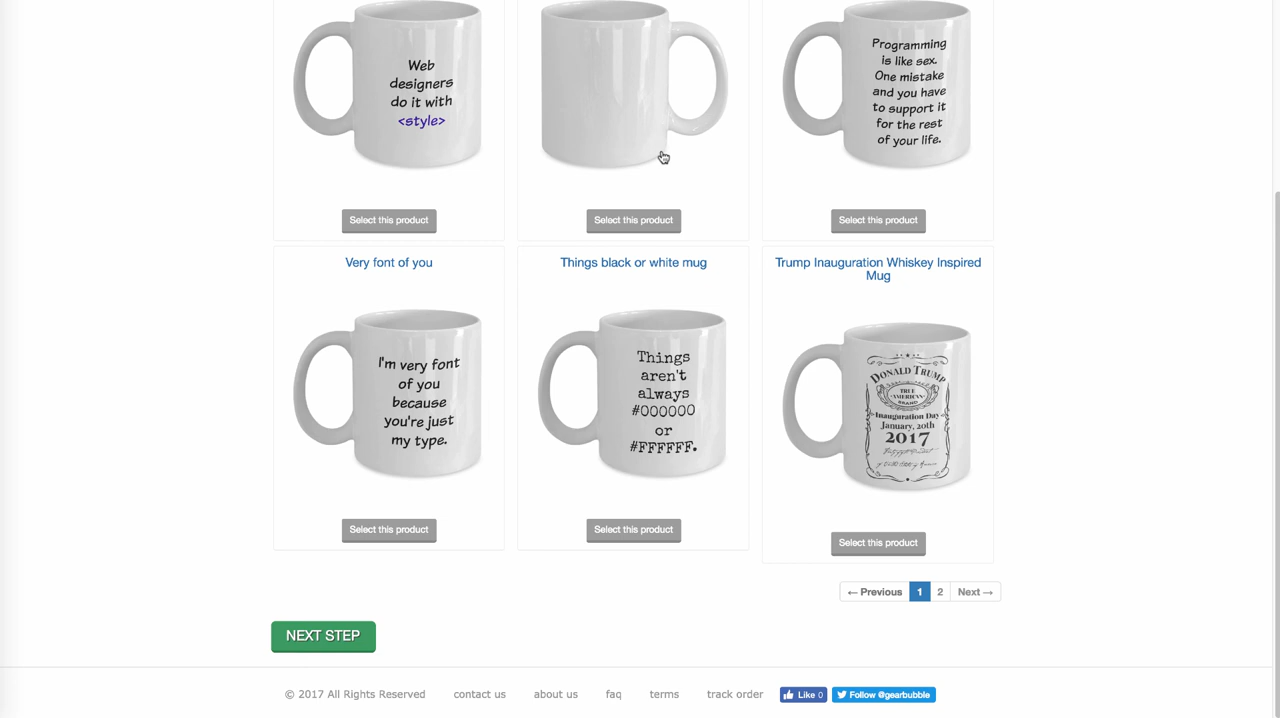 Web
designers
do it with
<style>
Programming
is like sex.
One mistake
and you have
to support it
for the rest
of your life.
Select this product
Select this product
Select this product
Very font of you
Things black or white mug
Trump Inauguration Whiskey Inspired
Mug
I'm very font
of you
because
you're just
my type.
Things
aren't
always
#000000
or
#FFFFFF.
DONALD TRUMP
TRUE
AMERICAN
BRAND
Inauguration Day
January, 20th
2017
Select this product
Select this product
Select this product
← Previous
1
2
Next →
NEXT STEP
© 2017 All Rights Reserved
contact us
about us
faq
terms
track order
Like 0
Follow @gearbubble